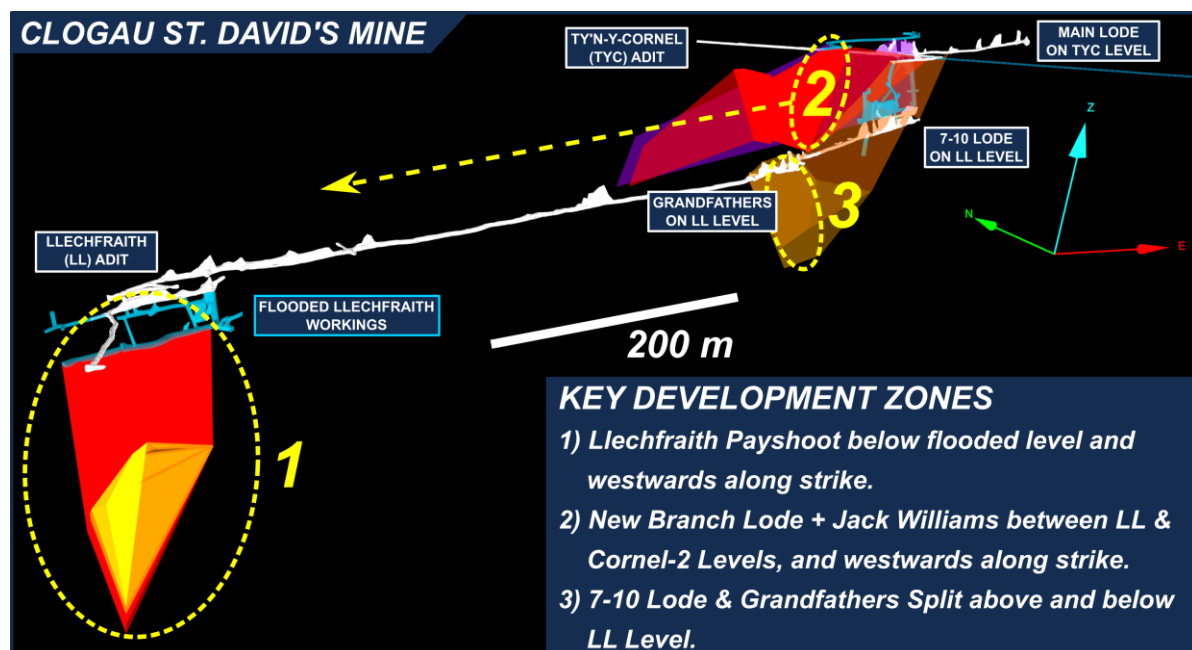 CLOGAU ST. DAVID'S MINE
TY'N-Y-CORNEL
(TYC) ADIT
MAIN LODE
ON TYC LEVEL
2
Z
7-10 LODE
ON LL LEVEL
GRANDFATHERS
ON LL LEVEL
3
N
E
LLECHFRAITH
(LL) ADIT
FLOODED LLECHFRAITH
WORKINGS
200 m
1
KEY DEVELOPMENT ZONES
1) Llechfraith Payshoot below flooded level and
westwards along strike.
2) New Branch Lode + Jack Williams between LL &
Cornel-2 Levels, and westwards along strike.
3) 7-10 Lode & Grandfathers Split above and below
LL Level.